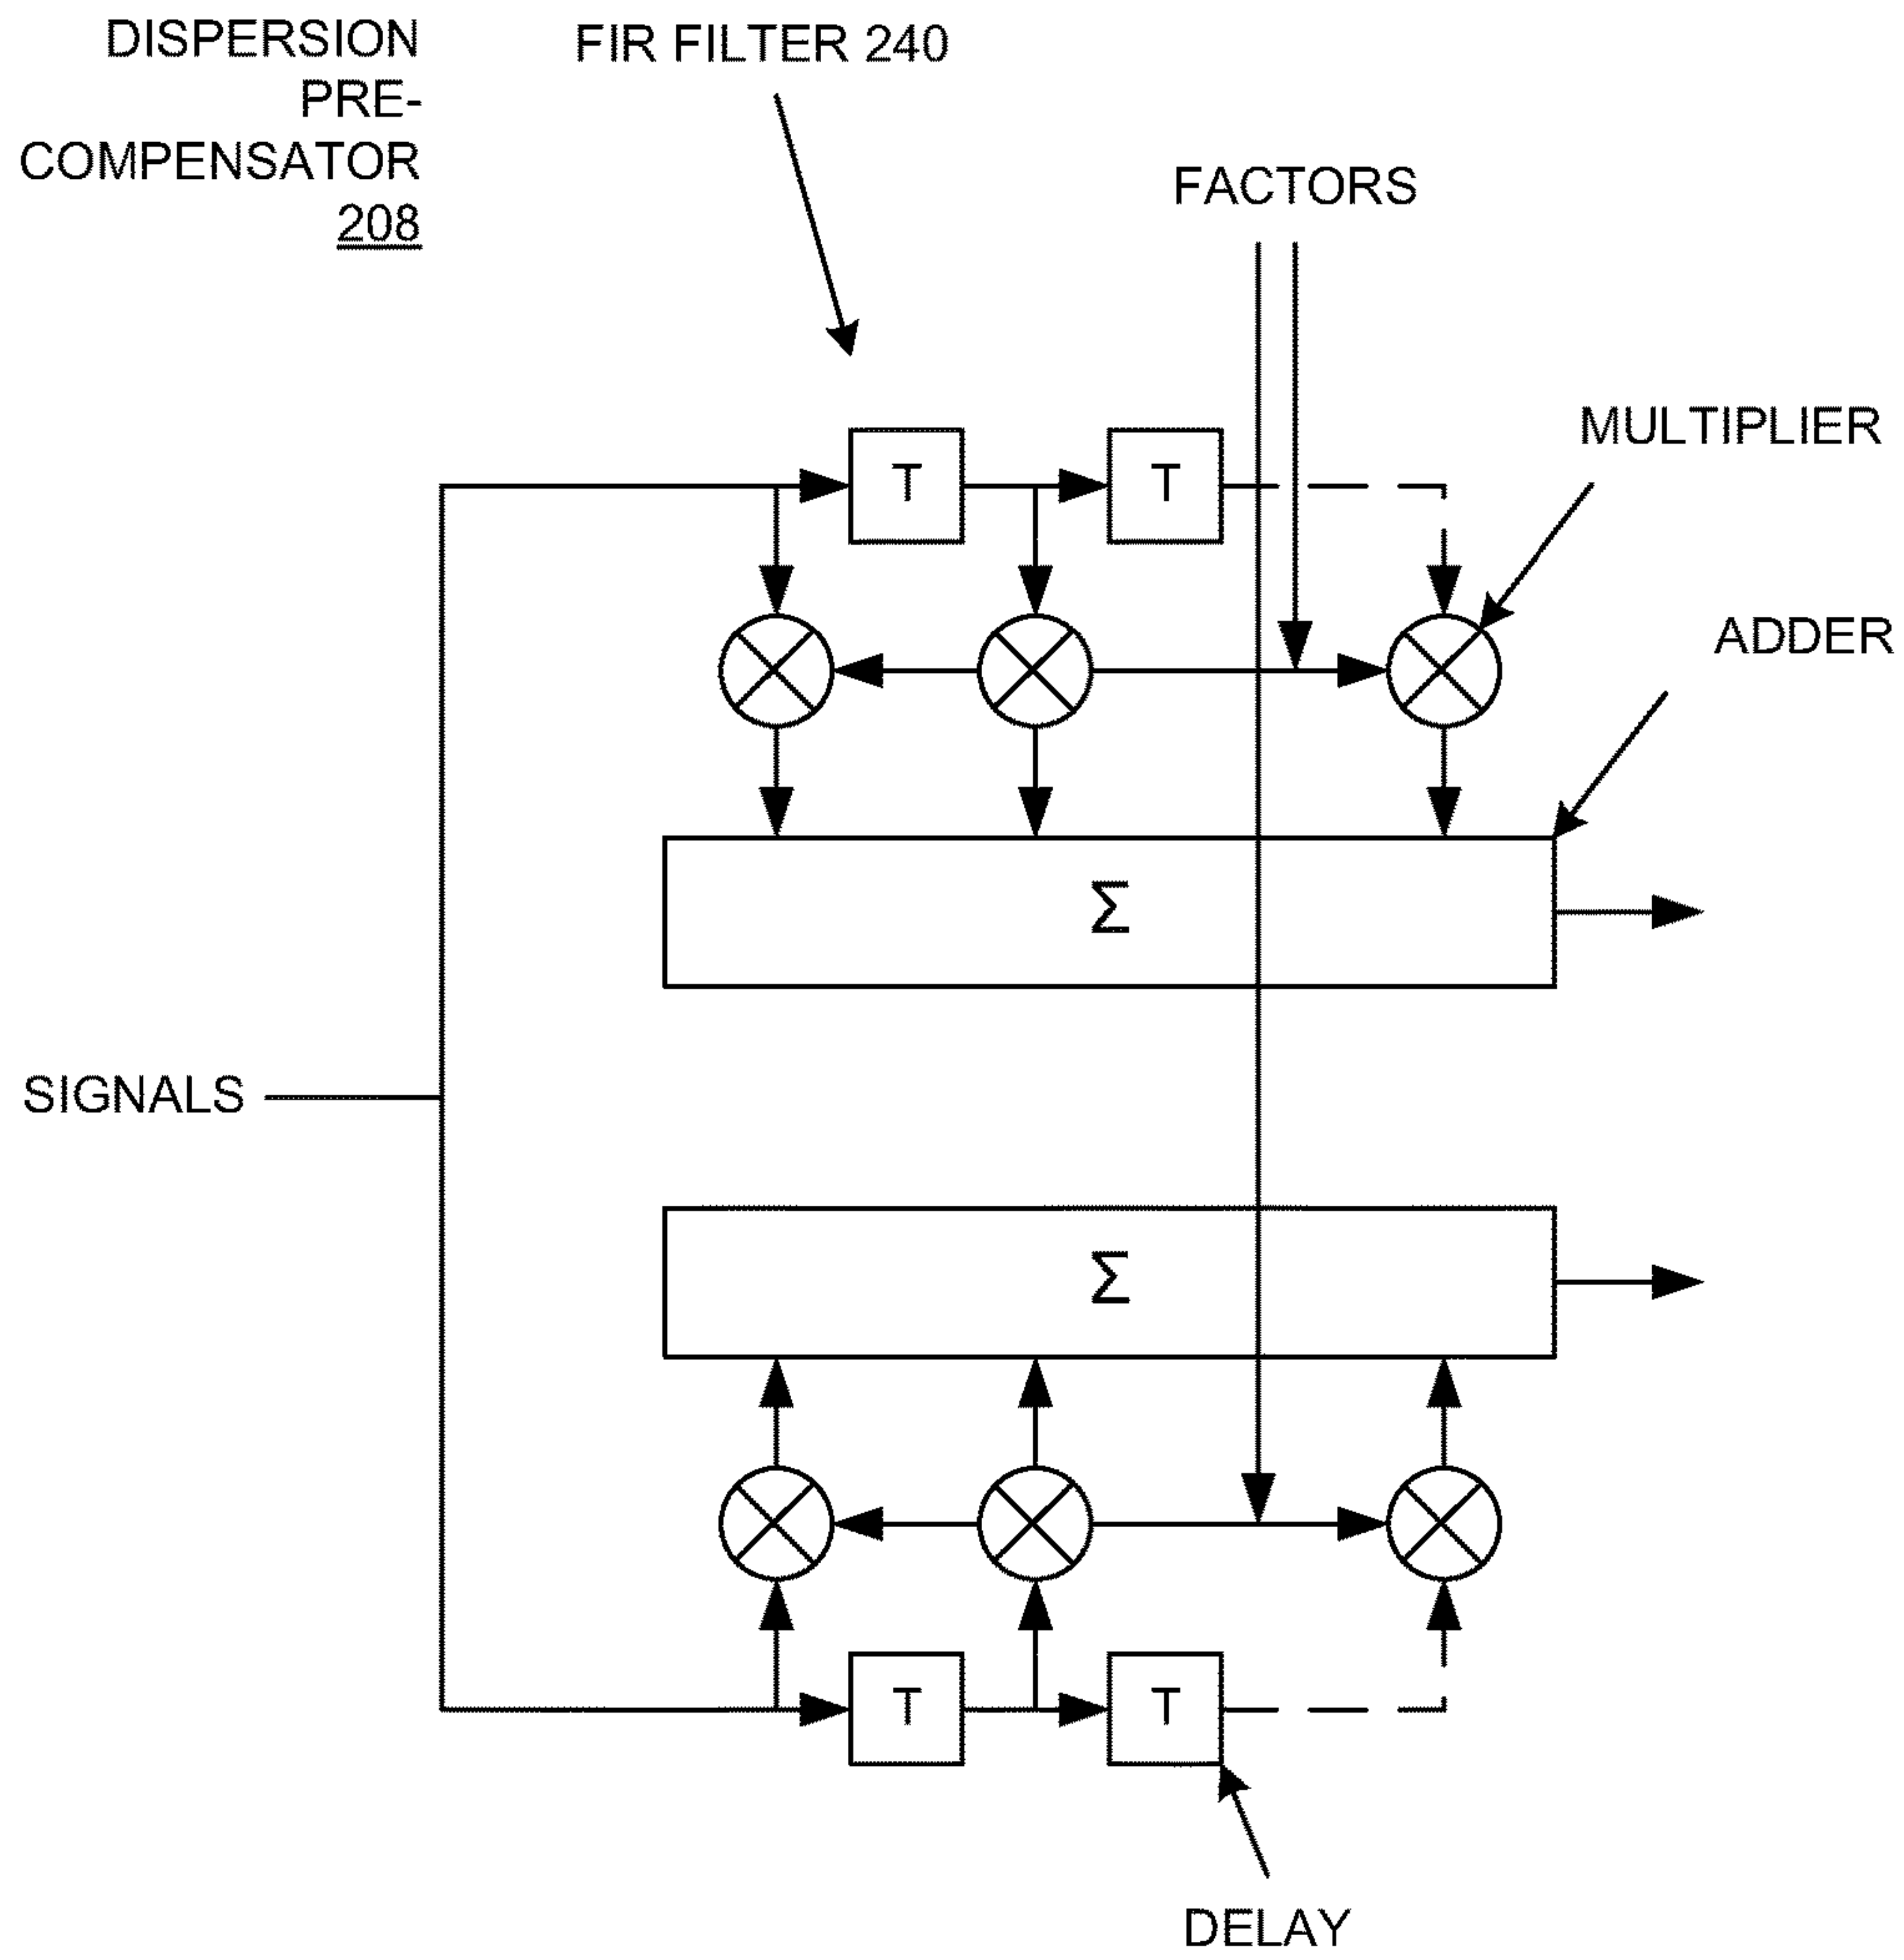 DISPERSION
PRE-
COMPENSATOR
208
FIR FILTER 240
FACTORS
MULTIPLIER
T
T
ADDER
Σ
SIGNALS
Σ
T
T
DELAY